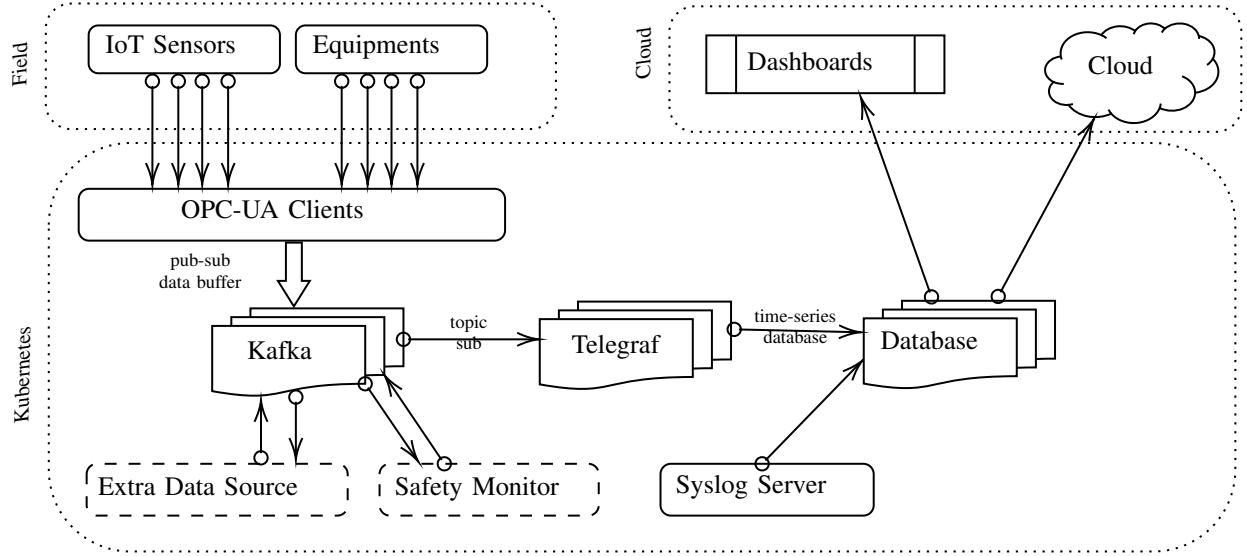 Field
IoT Sensors
Equipments
Cloud
Dashboards
Cloud
Kubernetes
OPC-UA Clients
pub-sub
data buffer
Kafka
topic
sub
Telegraf
time-series
database
Database
Extra Data Source
Safety Monitor
Syslog Server